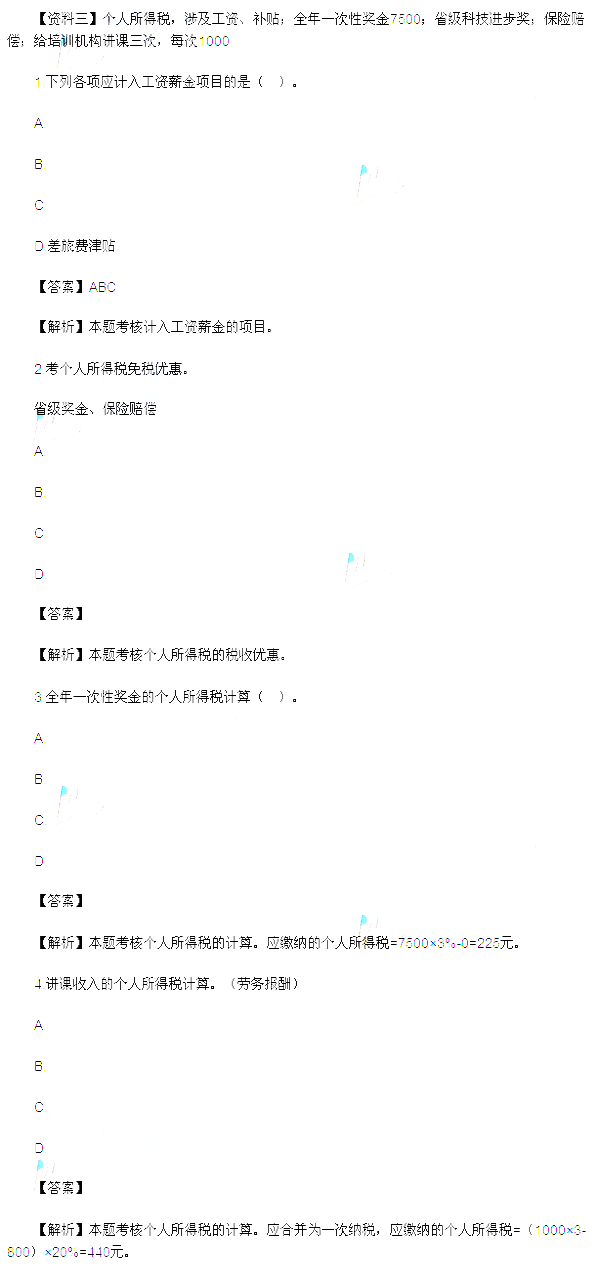 【资料三】个人所得税，涉及工资、补贴；全年一次性奖金7500；省级科技进步奖；保险赔
偿；给培训机构讲课三次，每次1000
1下列各项应计入工资薪金项目的是（　）。
A
B.
C
D差旅费津贴
【答案】ABC
【解析】本题考核计入工资薪金的项目。
2考个人所得税免税优惠。
省级奖金、保险赔偿
A.
B.
C
D
【答案】
【解析】本题考核个人所得税的税收优惠。
3全年一次性奖金的个人所得税计算（　）。
A.
B
C
D
【答案】
【解析】本题考核个人所得税的计算。应缴纳的个人所得税=7500×3%-0=225元。
4讲课收入的个人所得税计算。（劳务报酬）
A.
B.
C.
D
【答案】
【解析】本题考核个人所得税的计算。应合并为一次纳税，应缴纳的个人所得税=（1000×3-
800）×20%=440元。